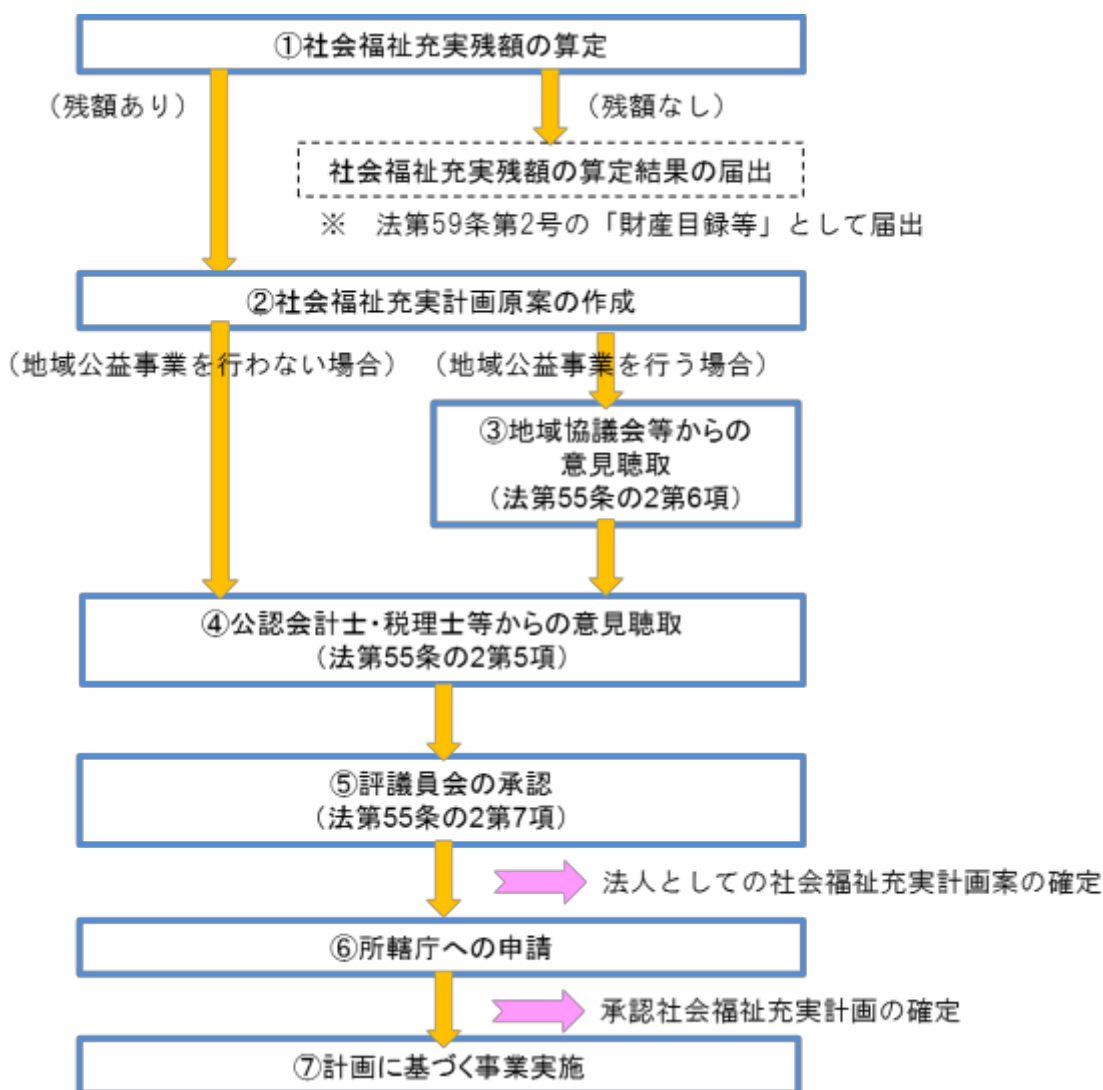 ①社会福祉充実残額の算定
（残額あり）
（残額なし）
社会福祉充実残額の算定結果の届出
※　法第59条第2号の「財産目録等」として届出
②社会福祉充実計画原案の作成
（地域公益事業を行わない場合）
（地域公益事業を行う場合）
③地域協議会等からの
意見聴取
（法第55条の2第6項）
④公認会計士・税理士等からの意見聴取
（法第55条の2第5項）
⑤評議員会の承認
（法第55条の2第7項）
法人としての社会福祉充実計画案の確定
⑥所轄庁への申請
承認社会福祉充実計画の確定
⑦計画に基づく事業実施